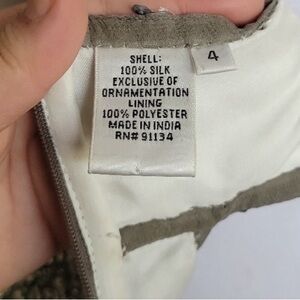 SHELL:
100% SILK
EXCLUSIVE OF
ORNAMENTATION
LINING
100% POLYESTER
MADE IN INDIA
RN# 91134
4